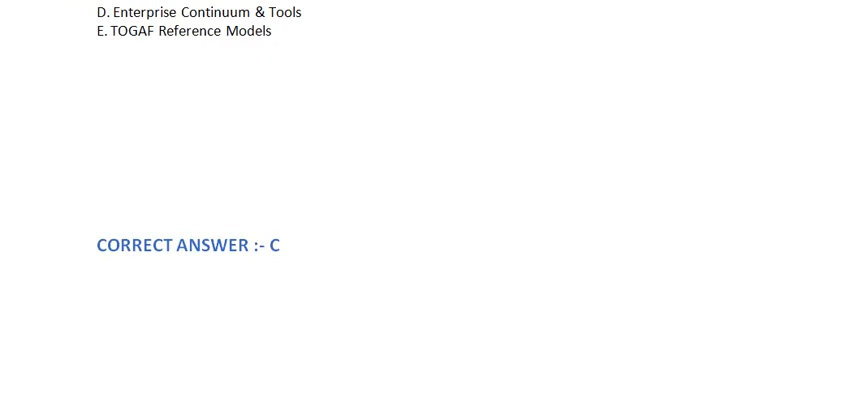 D. Enterprise Continuum & Tools
E. TOGAF Reference Models
CORRECT ANSWER :- C